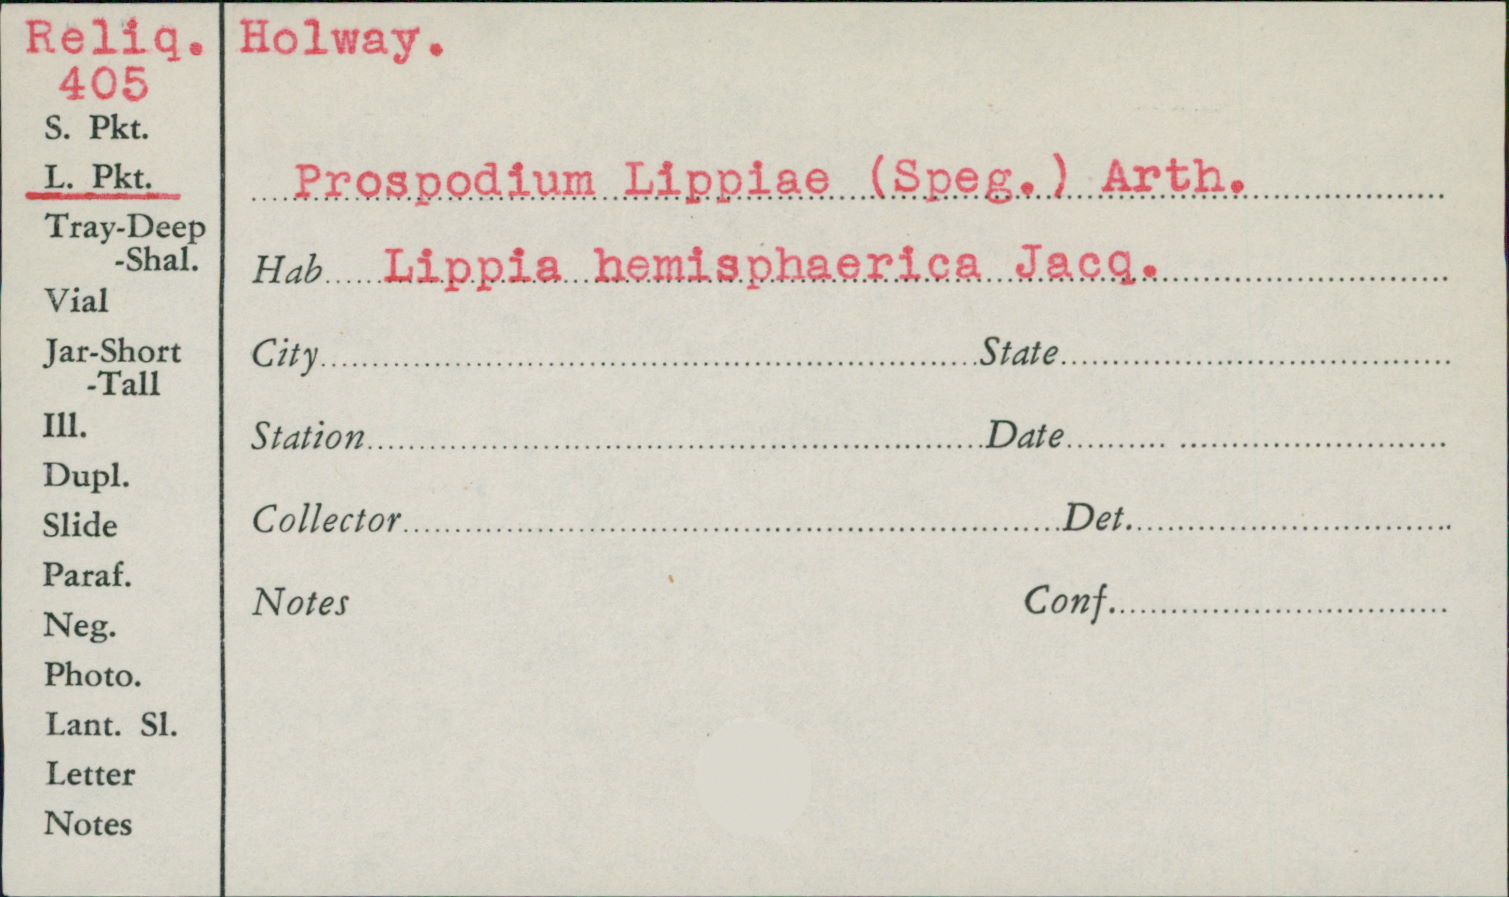 Reliq. Holway.
405
S. Pkt.
L. Pkt.
Prospodium Lippiae (Speg.) Arth.
Tray-Deep
-Shal.
Hab Lippia hemisphaerica Jacq.
Vial
Jar-Short
-Tall
City State
Ill.
Station Date
Dupl.
Slide
Collector Det.
Paraf.
Notes Conf.
Neg.
Photo.
Lant. Sl.
Letter
Notes